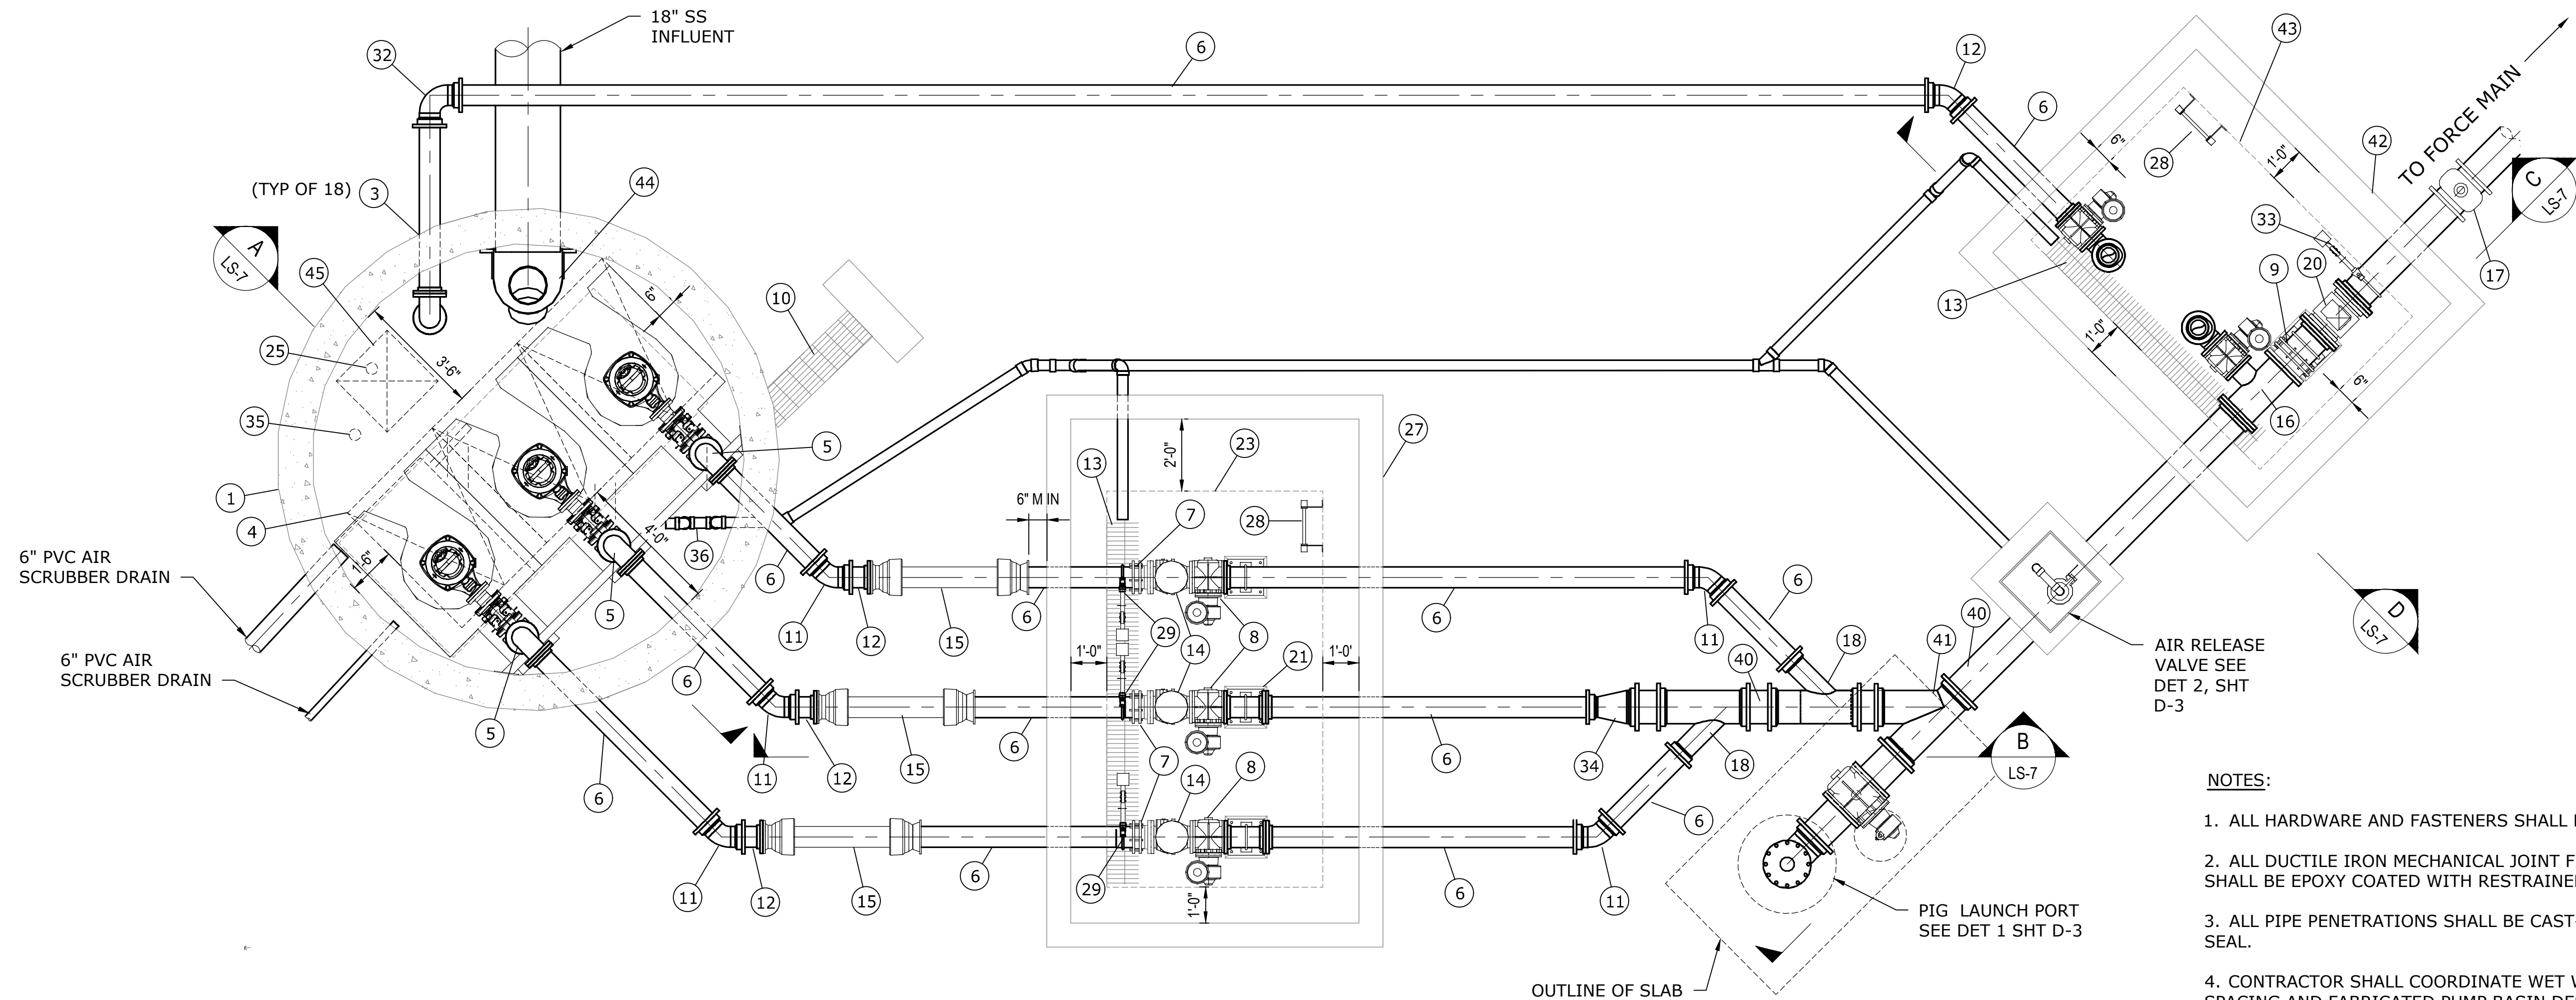 18" SS
INFLUENT
32
6
12
43
6
28
6"
1'-0"
42
TO FORCE MAIN
C
LS-7
(TYP OF 18)
3
44
A
LS-7
45
33
20
9
17
13
10
6"
25
3'-6"
35
1'-0"
6"
16
5
2'-0"
23
27
13
1
4
6" MIN
7
28
4'-0"
36
1'-6"
6" PVC AIR
SCRUBBER DRAIN
6
5
6
6
6
11
12
15
29
8
11
18
41
40
D
LS-7
1'-0"
14
21
1'-0'
40
AIR RELEASE
VALVE SEE
DET 2, SHT
D-3
6" PVC AIR
SCRUBBER DRAIN
6
5
6
6
B
LS-7
11
12
15
7
14
8
34
18
6
6
NOTES:
1. ALL HARDWARE AND FASTENERS SHALL
11
12
15
6
29
1'-0"
6
11
2. ALL DUCTILE IRON MECHANICAL JOINT
SHALL BE EPOXY COATED WITH
PIG LAUNCH PORT
SEE DET 1 SHT D-3
3. ALL PIPE PENETRATIONS SHALL BE
SEAL.
OUTLINE OF SLAB
4. CONTRACTOR SHALL COORDINATE WET